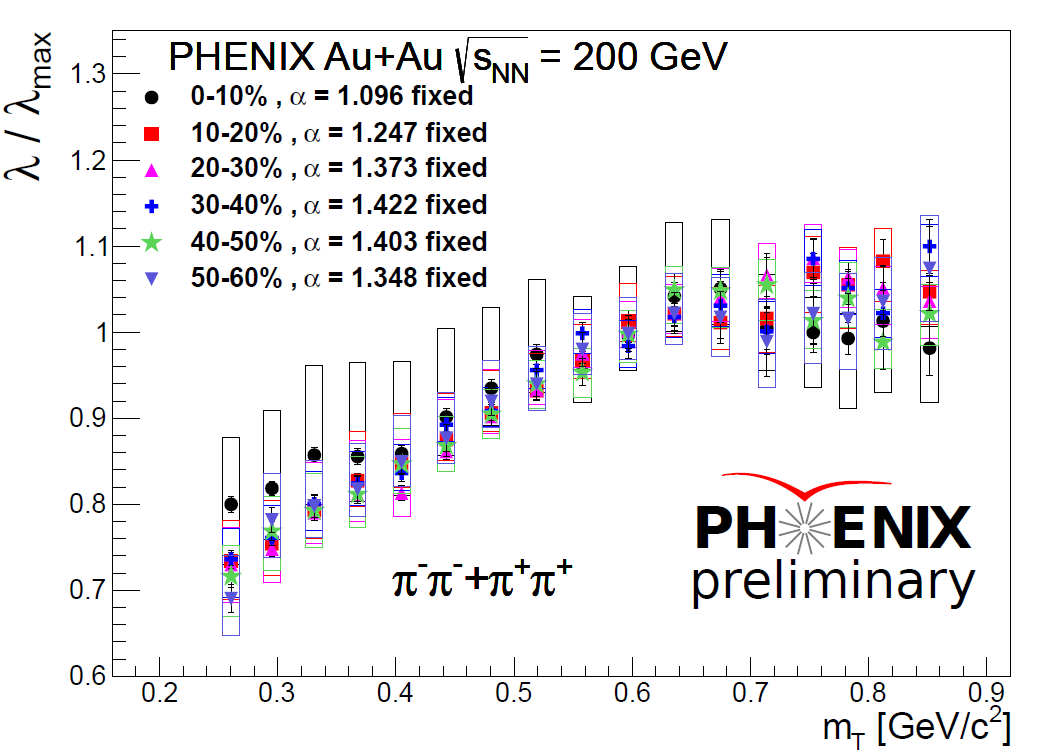 PHENIX Au+Au √sNN = 200 GeV
0-10% , α = 1.096 fixed
10-20% , α = 1.247 fixed
20-30% , α = 1.373 fixed
30-40% , α = 1.422 fixed
40-50% , α = 1.403 fixed
50-60% , α = 1.348 fixed
λ / λmax
1.3
1.2
1.1
1
0.9
0.8
0.7
0.6
π⁻π⁻+π⁺π⁺
PHENIX
preliminary
0.2 0.3 0.4 0.5 0.6 0.7 0.8 0.9
mT [GeV/c²]